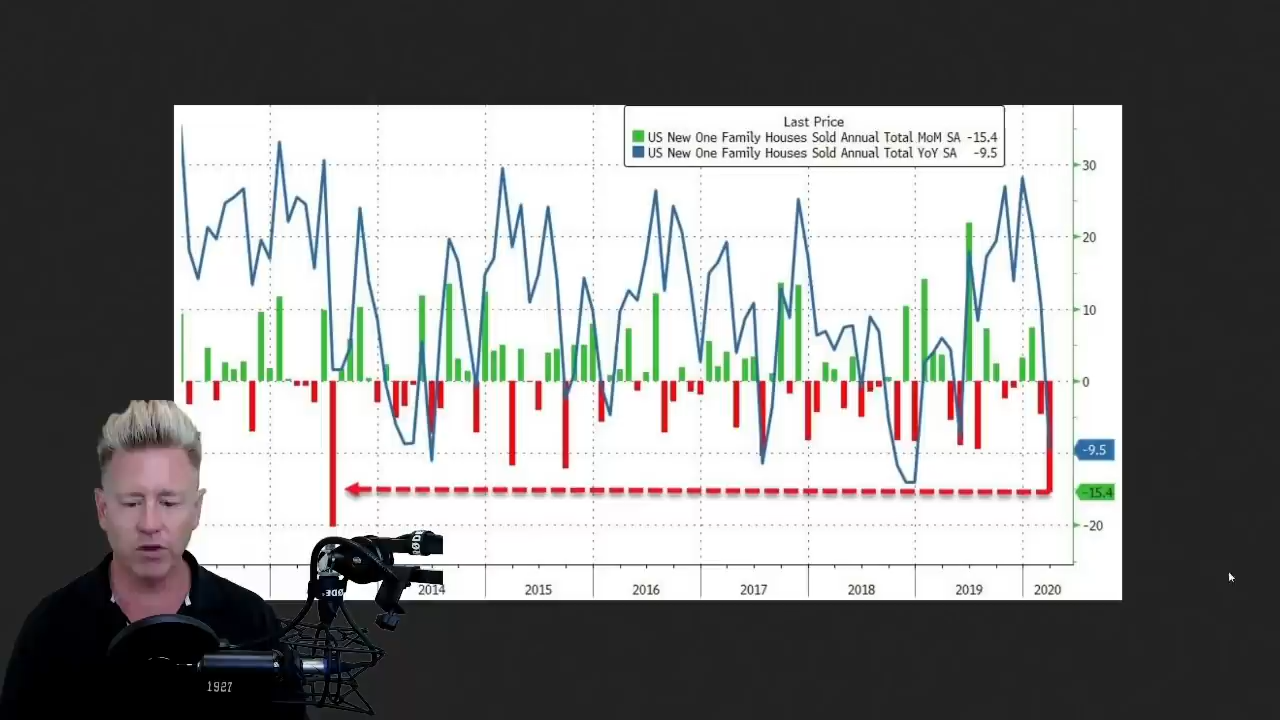 Last Price
US New One Family Houses Sold Annual Total MoM SA -15.4
US New One Family Houses Sold Annual Total YoY SA -9.5
30
20
10
0
-9.5
-15.4
-20
2014 2015 2016 2017 2018 2019 2020
RØDE
RØDE
1927